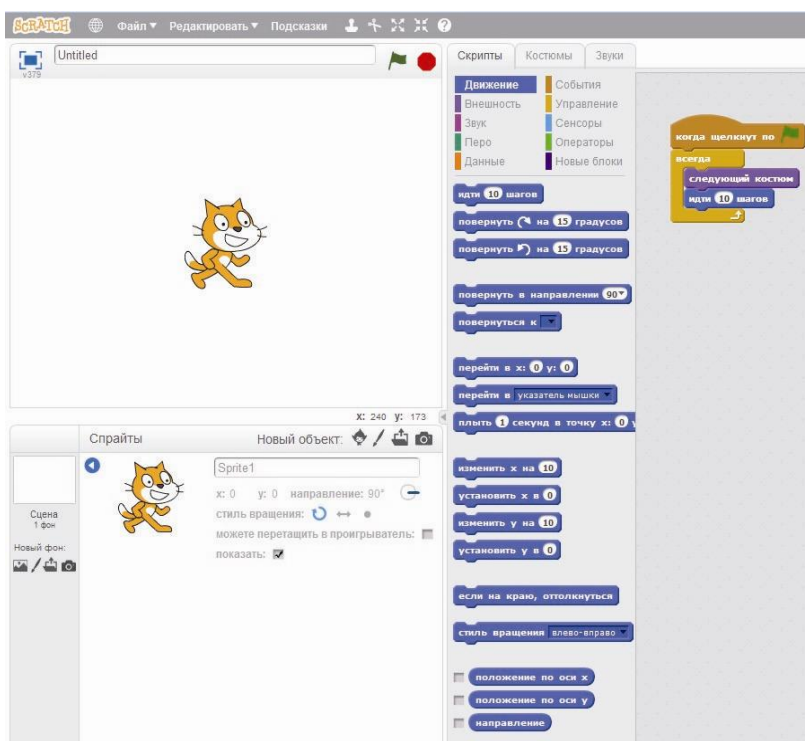 SCRATCH Файл Редактировать Подсказки
Untitled
v379
X: 240 Y: 173
Спрайты Новый объект:
Сцена
1 фон
Новый фон:
Sprite1
x: 0 y: 0 направление: 90°
стиль вращения:
можете перетащить в проигрыватель:
показать:
Скрипты Костюмы Звуки
Движение События
Внешность Управление
Звук Сенсоры
Перо Операторы
Данные Новые блоки
идти 10 шагов
повернуть на 15 градусов
повернуть на 15 градусов
повернуть в направлении 90
повернуться к
перейти в x: 0 y: 0
перейти в указатель мышки
плыть 1 секунд в точку x: 0 y
изменить x на 10
установить x в 0
изменить y на 10
установить y в 0
если на краю, оттолкнуться
стиль вращения влево-вправо
положение по оси x
положение по оси y
направление
когда щелкнут по
всегда
следующий костюм
идти 10 шагов